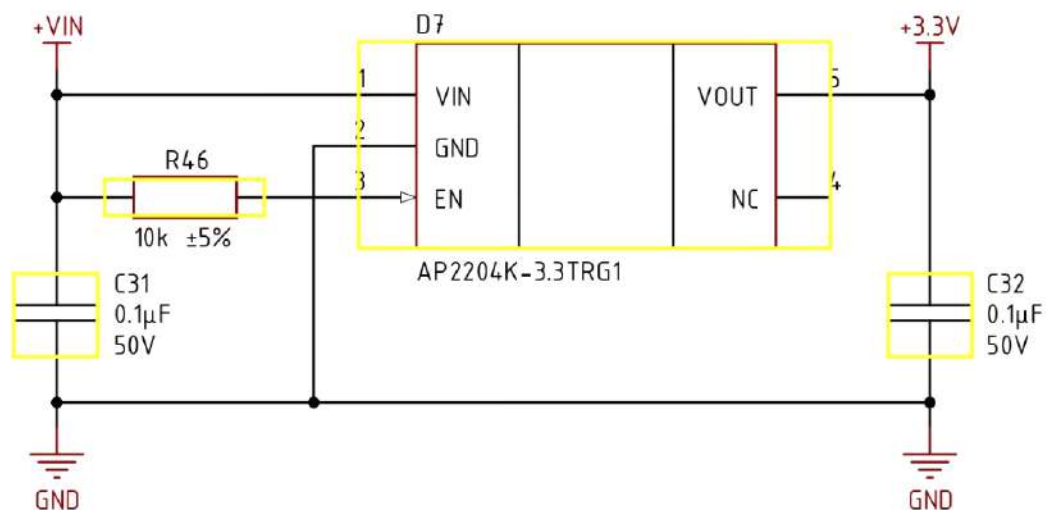 +VIN
D7
+3.3V
1
VIN
VOUT
5
2
GND
R46
3
EN
NC
4
10k ±5%
AP2204K-3.3TRG1
C31
0.1µF
50V
C32
0.1µF
50V
GND
GND